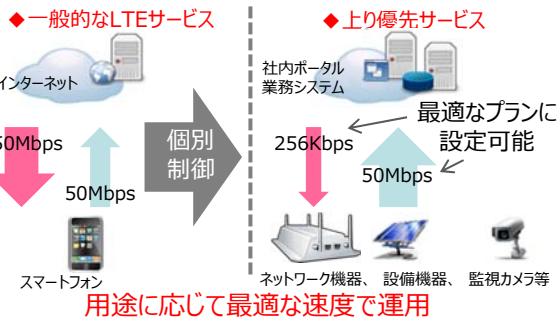 ◆一般的なLTEサービス
インターネット
50Mbps
50Mbps
スマートフォン
個別
制御
◆上り優先サービス
社内ポータル
業務システム
最適なプランに
設定可能
256Kbps
50Mbps
ネットワーク機器、 設備機器、 監視カメラ等
用途に応じて最適な速度で運用